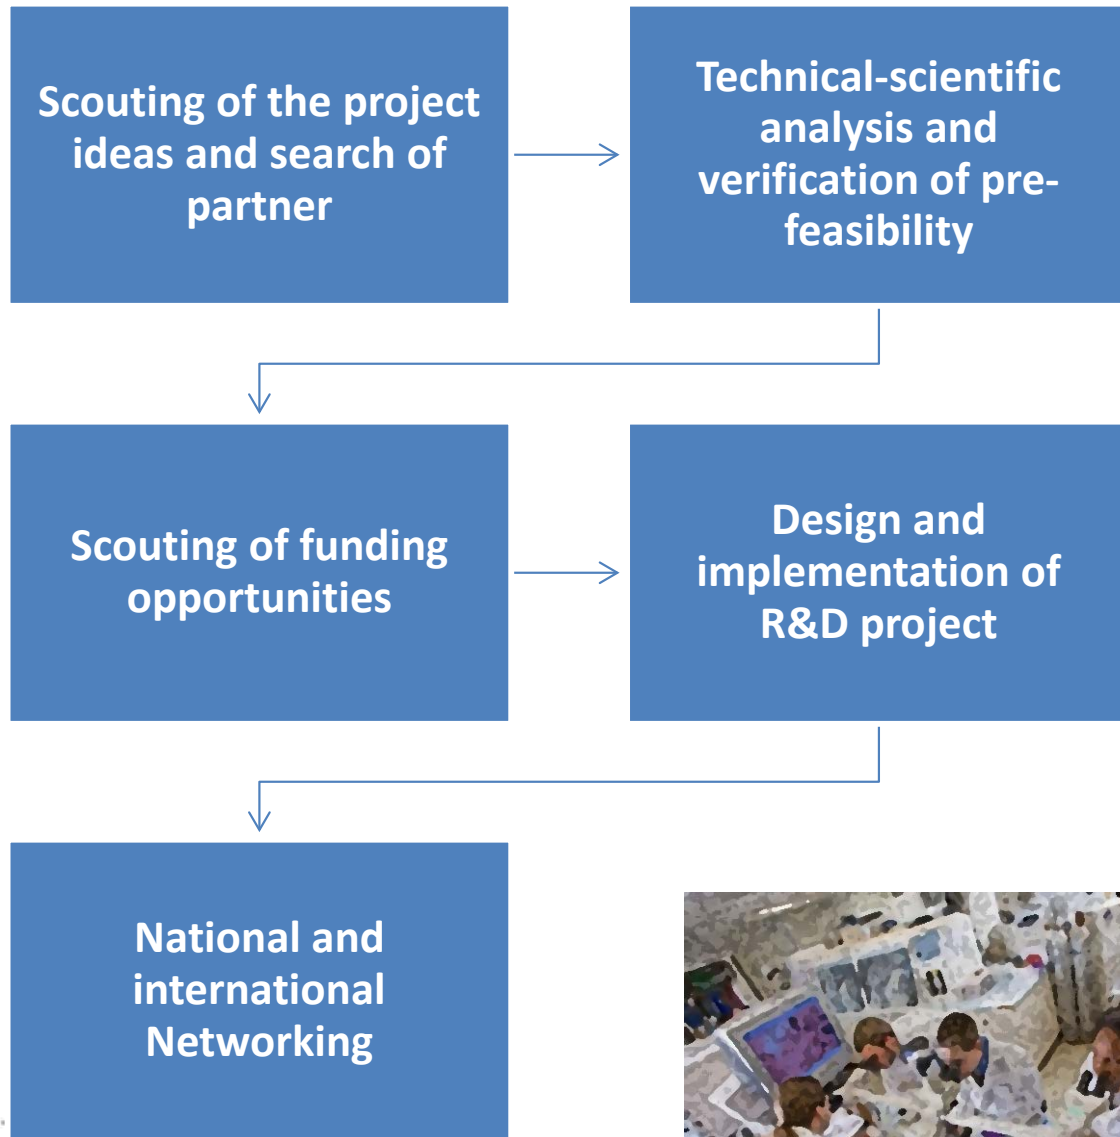 Scouting of the project
ideas and search of
partner
Technical-scientific
analysis and
verification of pre-
feasibility
Scouting of funding
opportunities
Design and
implementation of
R&D project
National and
international
Networking